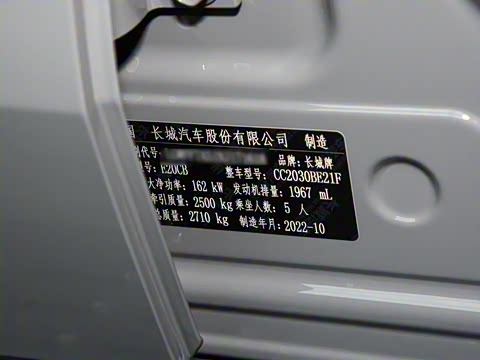 长城汽车股份有限公司 制造
代号: 品牌: 长城牌
号: E20CB 整车型号: CC2030BE21F
大净功率: 162 kW 发动机排量: 1967 mL
牵引质量: 2500 kg 乘坐人数: 5 人
总质量: 2710 kg 制造年月: 2022-10